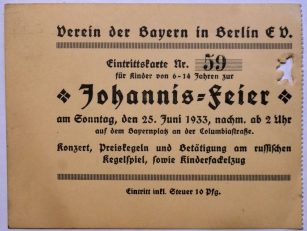 Verein der Bayern in Berlin E V.
Eintrittskarte Nr. 59
für Kinder von 6-14 Jahren zur
Johannis=Feier
am Sonntag, den 25. Juni 1933, nachm. ab 2 Uhr
auf dem Bayernplatz an der Columbiastraße.
Konzert, Preiskegeln und Betätigung am russischen
Kegelspiel, sowie Kinderfackelzug
Eintritt inkl. Steuer 10 Pfg.